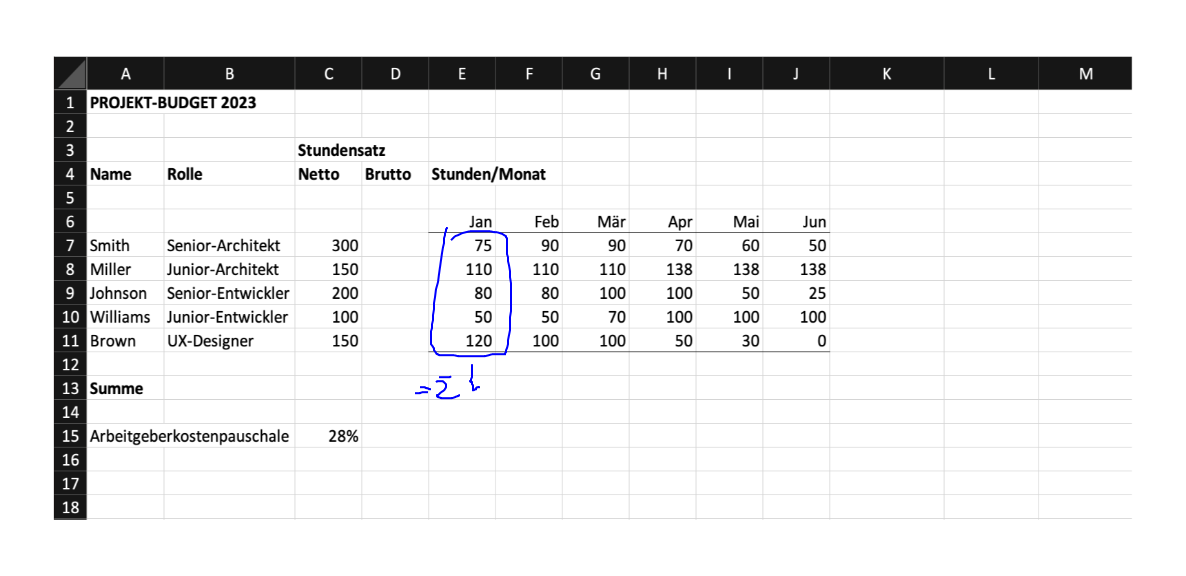 A B C D E F G H I J K L M
1 PROJEKT-BUDGET 2023
2
3 Stundensatz
4 Name Rolle Netto Brutto Stunden/Monat
5
6 Jan Feb Mär Apr Mai Jun
7 Smith Senior-Architekt 300 75 90 90 70 60 50
8 Miller Junior-Architekt 150 110 110 110 138 138 138
9 Johnson Senior-Entwickler 200 80 80 100 100 50 25
10 Williams Junior-Entwickler 100 50 50 70 100 100 100
11 Brown UX-Designer 150 120 100 100 50 30 0
12
13 Summe =Σ
14
15 Arbeitgeberkostenpauschale 28%
16
17
18